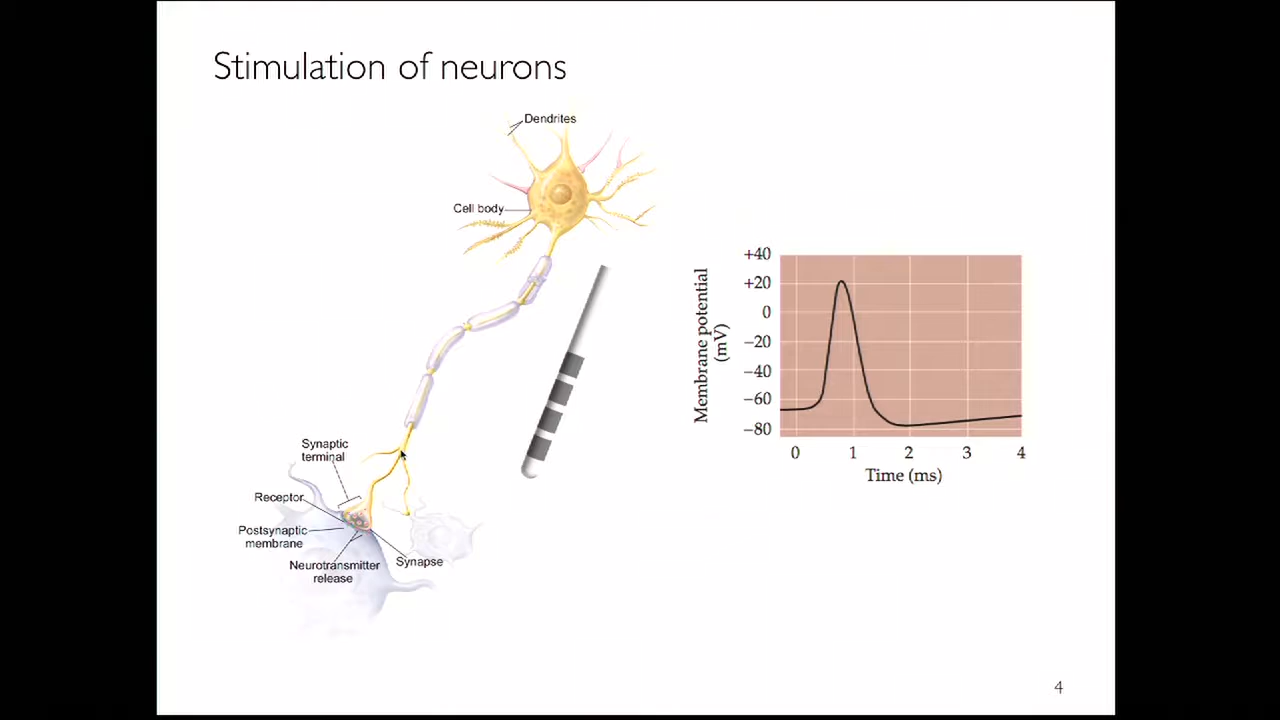 Stimulation of neurons
Dendrites
Cell body
Synaptic
terminal
Receptor
Postsynaptic
membrane
Neurotransmitter
release
Synapse
Membrane potential
(mV)
+40
+20
0
−20
−40
−60
−80
0 1 2 3 4
Time (ms)
4